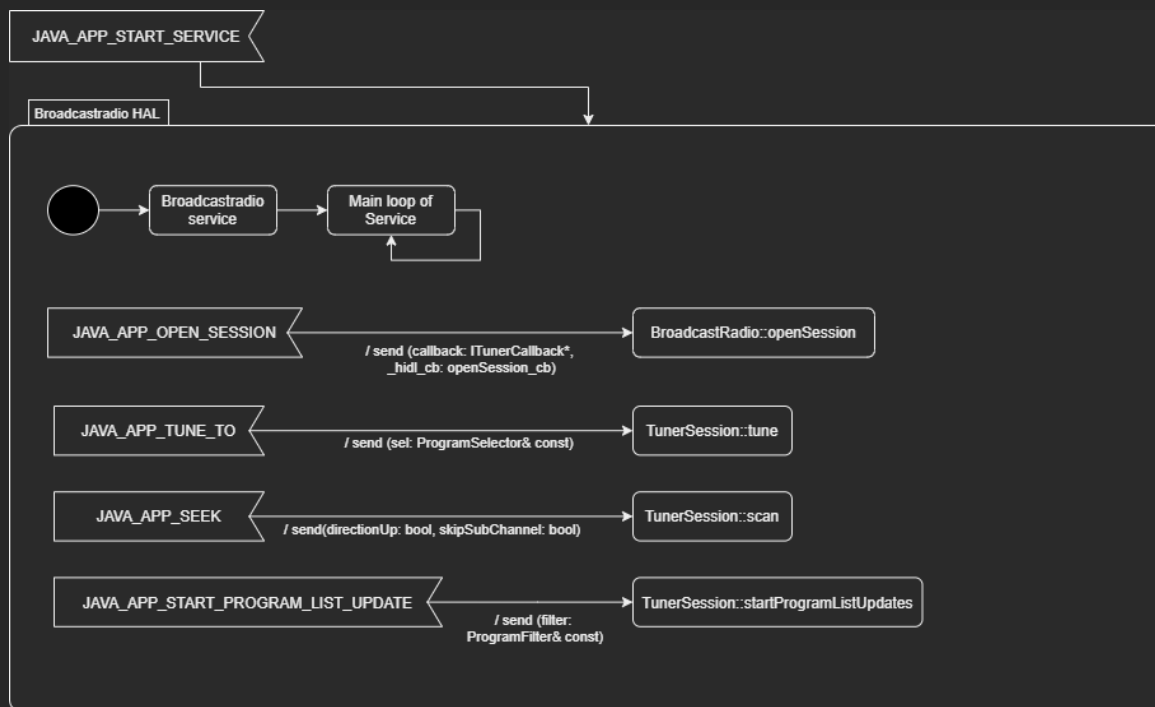 JAVA_APP_START_SERVICE
Broadcastradio HAL
Broadcastradio
service
Main loop of
Service
JAVA_APP_OPEN_SESSION
/ send (callback: ITunerCallback*,
_hidl_cb: openSession_cb)
BroadcastRadio::openSession
JAVA_APP_TUNE_TO
/ send (sel: ProgramSelector& const)
TunerSession::tune
JAVA_APP_SEEK
/ send(directionUp: bool, skipSubChannel: bool)
TunerSession::scan
JAVA_APP_START_PROGRAM_LIST_UPDATE
/ send (filter:
ProgramFilter& const)
TunerSession::startProgramListUpdates